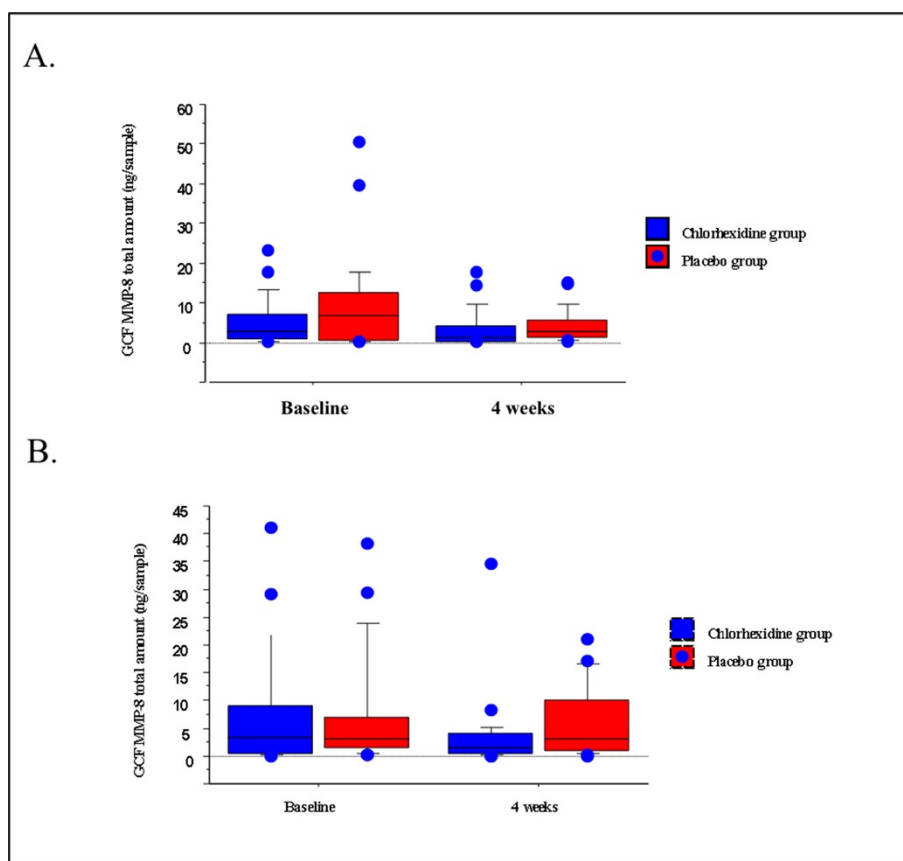 A.
GCF MMP-8 total amount (ng/sample)
60
50
40
30
20
10
0
Chlorhexidine group
Placebo group
Baseline
4 weeks
B.
GCF MMP-8 total amount (ng/sample)
45
40
35
30
25
20
15
10
5
0
Chlorhexidine group
Placebo group
Baseline
4 weeks